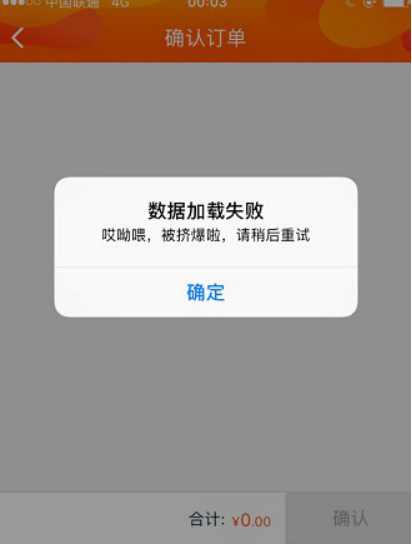 中国联通 4G 00:03
确认订单
数据加载失败
哎呦喂，被挤爆啦，请稍后重试
确定
合计: ¥0.00 确认